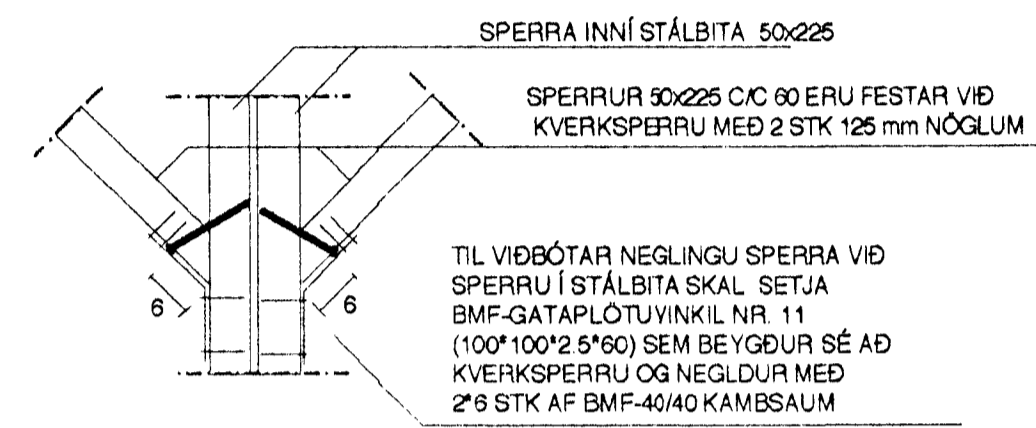 SPERRA INNÍ STÁLBITA 50x225
SPERRUR 50x225 C/C 60 ERU FESTAR VIÐ
KVERKSPERRU MEÐ 2 STK 125 mm NÖGLUM
TIL VIÐBÓTAR NEGLINGU SPERRA VIÐ
SPERRU Í STÁLBITA SKAL SETJA
BMF-GATAPLÖTUVINKIL NR. 11
(100*100*2.5*60) SEM BEYGÐUR SÉ AÐ
KVERKSPERRU OG NEGLDUR MEÐ
2*6 STK AF BMF-40/40 KAMBSAUM
6
6